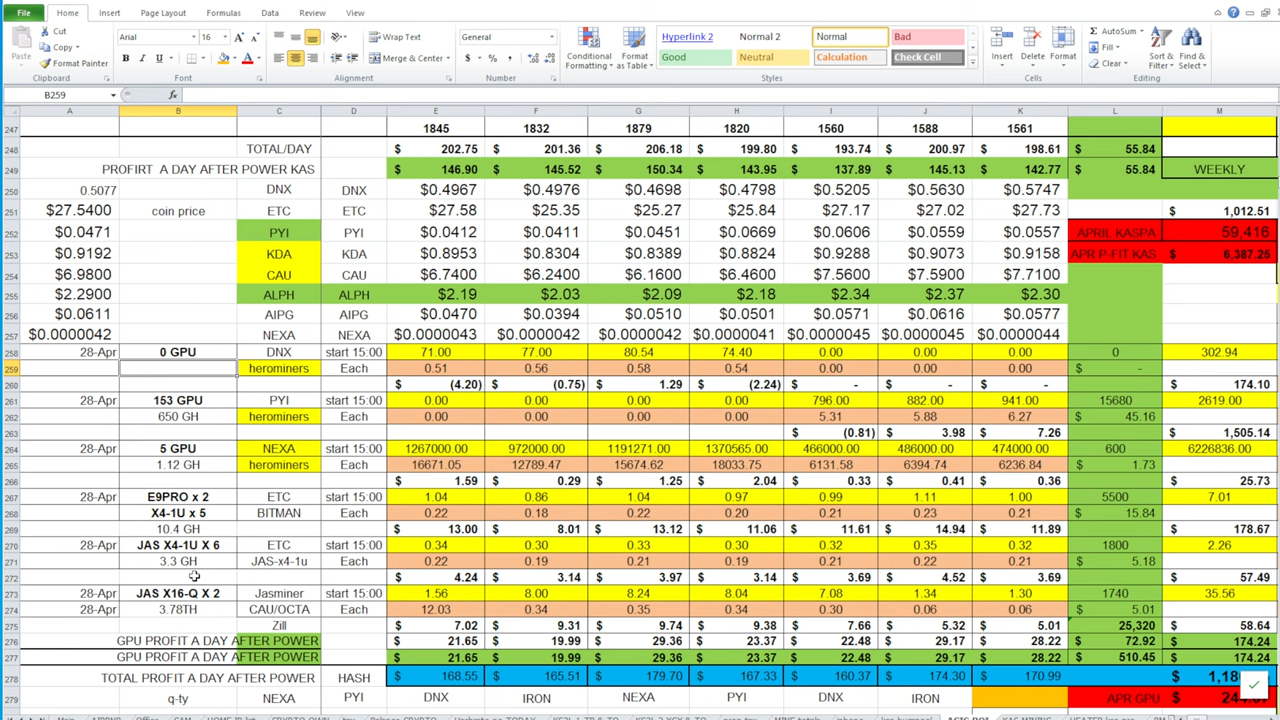 File Home Insert Page Layout Formulas Data Review View
Cut Arial 16 Wrap Text General Hyperlink 2 Normal 2 Normal Bad AutoSum
Copy Fill
Paste Format Painter Merge & Center Conditional Formatting Format as Table Good Neutral Calculation Check Cell Insert Delete Format Clear Sort & Filter Find & Select
Clipboard Font Alignment Number Styles Cells Editing
B259 fx
A B C D E F G H I J K L M
247 1845 1832 1879 1820 1560 1588 1561
248 TOTAL/DAY $ 202.75 $ 201.36 $ 206.18 $ 199.80 $ 193.74 $ 200.97 $ 198.61 $ 55.84
249 PROFIRT A DAY AFTER POWER KAS $ 146.90 $ 145.52 $ 150.34 $ 143.95 $ 137.89 $ 145.13 $ 142.77 $ 55.84 WEEKLY
250 0.5077 DNX DNX $0.4967 $0.4976 $0.4698 $0.4798 $0.5205 $0.5630 $0.5747
251 $27.5400 coin price ETC ETC $27.58 $25.35 $25.27 $25.84 $27.17 $27.02 $27.73 $ 1,012.51
252 $0.0471 PYI PYI $0.0412 $0.0411 $0.0451 $0.0669 $0.0606 $0.0559 $0.0557 APRIL KASPA 59,416
253 $0.9192 KDA KDA $0.8953 $0.8304 $0.8389 $0.8824 $0.9288 $0.9073 $0.9158 APR P-FIT KAS $ 6,387.25
254 $6.9800 CAU CAU $6.7400 $6.2400 $6.1600 $6.4600 $7.5600 $7.5900 $7.7100
255 $2.2900 ALPH ALPH $2.19 $2.03 $2.09 $2.18 $2.34 $2.37 $2.30
256 $0.0611 AIPG AIPG $0.0470 $0.0394 $0.0510 $0.0501 $0.0571 $0.0616 $0.0577
257 $0.0000042 NEXA NEXA $0.0000043 $0.0000042 $0.0000042 $0.0000041 $0.0000045 $0.0000045 $0.0000044
258 28-Apr 0 GPU DNX start 15:00 71.00 77.00 80.54 74.40 0.00 0.00 0.00 0 302.94
259 herominers Each 0.51 0.56 0.58 0.54 0.00 0.00 0.00 $ -
260 $ (4.20) $ (0.75) $ 1.29 $ (2.24) $ - $ - $ - $ 174.10
261 28-Apr 153 GPU PYI start 15:00 0.00 0.00 0.00 0.00 796.00 882.00 941.00 15680 2619.00
262 650 GH herominers Each 0.00 0.00 0.00 0.00 5.31 5.88 6.27 $ 45.16
263 $ (0.81) $ 3.98 $ 7.26 $ 1,505.14
264 28-Apr 5 GPU NEXA start 15:00 1267000.00 972000.00 1191271.00 1370565.00 466000.00 486000.00 474000.00 600 6226836.00
265 1.12 GH herominers Each 16671.05 12789.47 15674.62 18033.75 6131.58 6394.74 6236.84 $ 1.73
266 $ 1.59 $ 0.29 $ 1.25 $ 2.04 $ 0.33 $ 0.41 $ 0.36 $ 25.73
267 28-Apr E9PRO x 2 ETC start 15:00 1.04 0.86 1.04 0.97 0.99 1.11 1.00 5500 7.01
268 X4-1U x 5 BITMAN 0.22 0.18 0.22 0.20 0.21 0.23 0.21 $ 15.84
269 10.4 GH $ 13.00 $ 8.01 $ 13.12 $ 11.06 $ 11.61 $ 14.94 $ 11.89 $ 178.67
270 28-Apr JAS X4-1U X 6 ETC start 15:00 0.34 0.30 0.33 0.30 0.32 0.35 0.32 1800 2.26
271 3.3 GH JAS-x4-1u Each 0.22 0.19 0.21 0.19 0.21 0.22 0.21 $ 5.18
272 $ 4.24 $ 3.14 $ 3.97 $ 3.14 $ 3.69 $ 4.52 $ 3.69 $ 57.49
273 28-Apr JAS X16-Q X 2 Jasminer start 15:00 1.56 8.00 8.24 8.04 7.08 1.34 1.30 1740 35.56
274 28-Apr 3.78TH CAU/OCTA Each 12.03 0.34 0.35 0.34 0.30 0.06 0.06 $ 5.01
275 Zill $ 7.02 $ 9.31 $ 9.74 $ 9.38 $ 7.66 $ 5.32 $ 5.01 25,320 $ 58.64
276 GPU PROFIT A DAY AFTER POWER $ 21.65 $ 19.99 $ 29.36 $ 23.37 $ 22.48 $ 29.17 $ 28.22 $ 72.92 $ 174.24
277 GPU PROFIT A DAY AFTER POWER $ 21.65 $ 19.99 $ 29.36 $ 23.37 $ 22.48 $ 29.17 $ 28.22 $ 510.45 $ 174.24
278 TOTAL PROFIT A DAY AFTER POWER HASH $ 168.55 $ 165.51 $ 179.70 $ 167.33 $ 160.37 $ 174.30 $ 170.99 $
279 q-ty NEXA PYI DNX IRON NEXA PYI DNX IRON APR GPU $